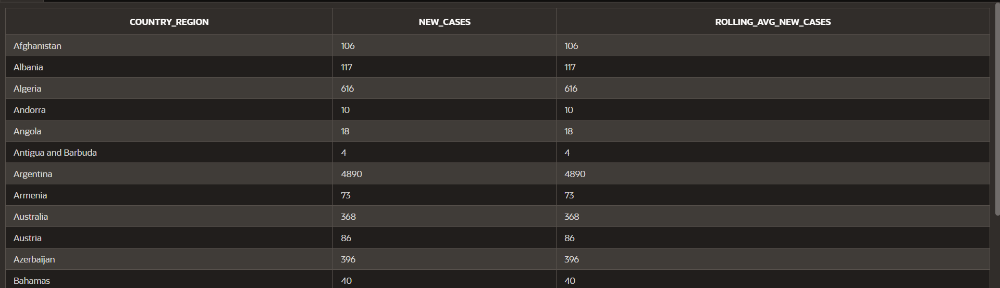 COUNTRY_REGION NEW_CASES ROLLING_AVG_NEW_CASES
Afghanistan 106 106
Albania 117 117
Algeria 616 616
Andorra 10 10
Angola 18 18
Antigua and Barbuda 4 4
Argentina 4890 4890
Armenia 73 73
Australia 368 368
Austria 86 86
Azerbaijan 396 396
Bahamas 40 40